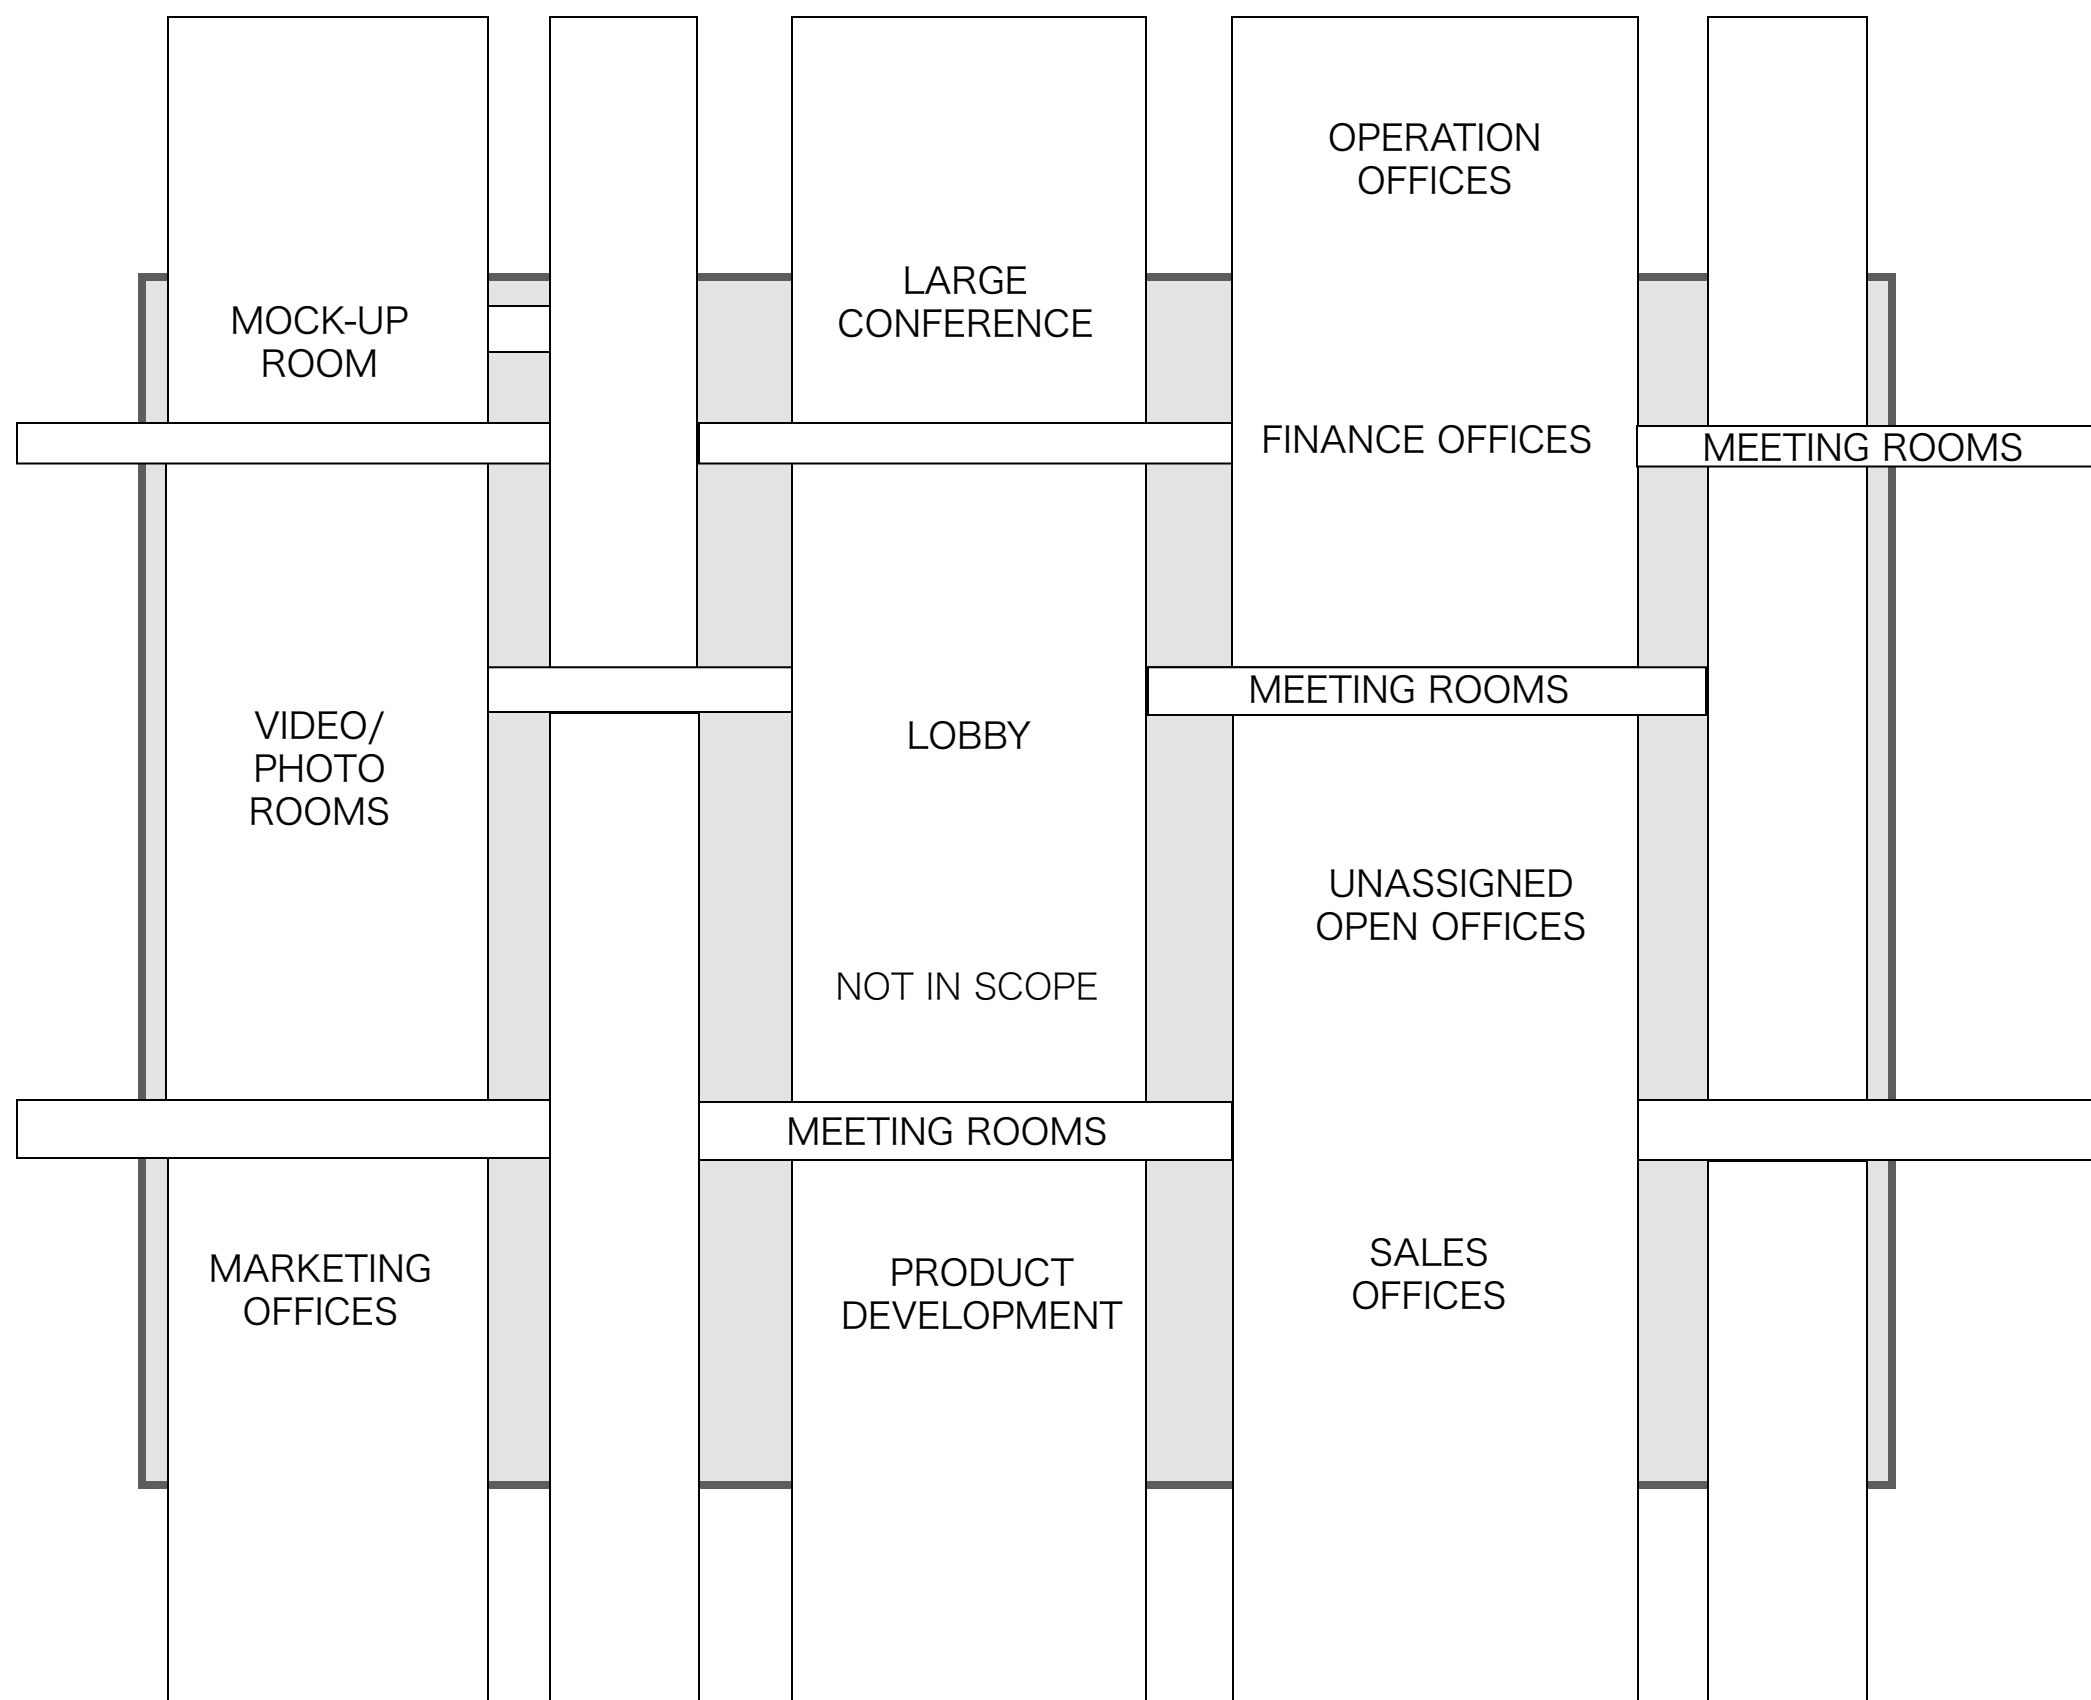 OPERATION
OFFICES
LARGE
CONFERENCE
MOCK-UP
ROOM
FINANCE OFFICES
MEETING ROOMS
MEETING ROOMS
VIDEO/
PHOTO
ROOMS
LOBBY
UNASSIGNED
OPEN OFFICES
NOT IN SCOPE
MEETING ROOMS
MARKETING
OFFICES
PRODUCT
DEVELOPMENT
SALES
OFFICES